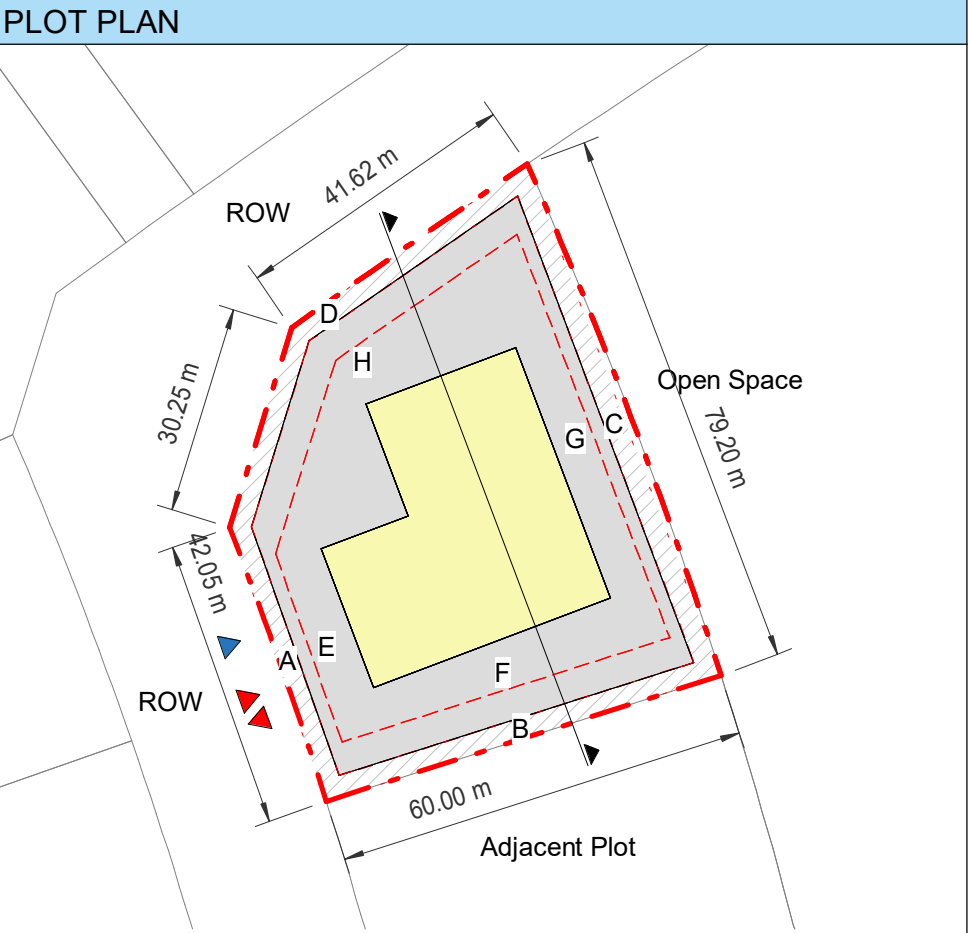 PLOT PLAN
41.62 m
ROW
D
H
30.25 m
Open Space
C
G
79.20 m
42.05 m
E
A
F
ROW
B
60.00 m
Adjacent Plot